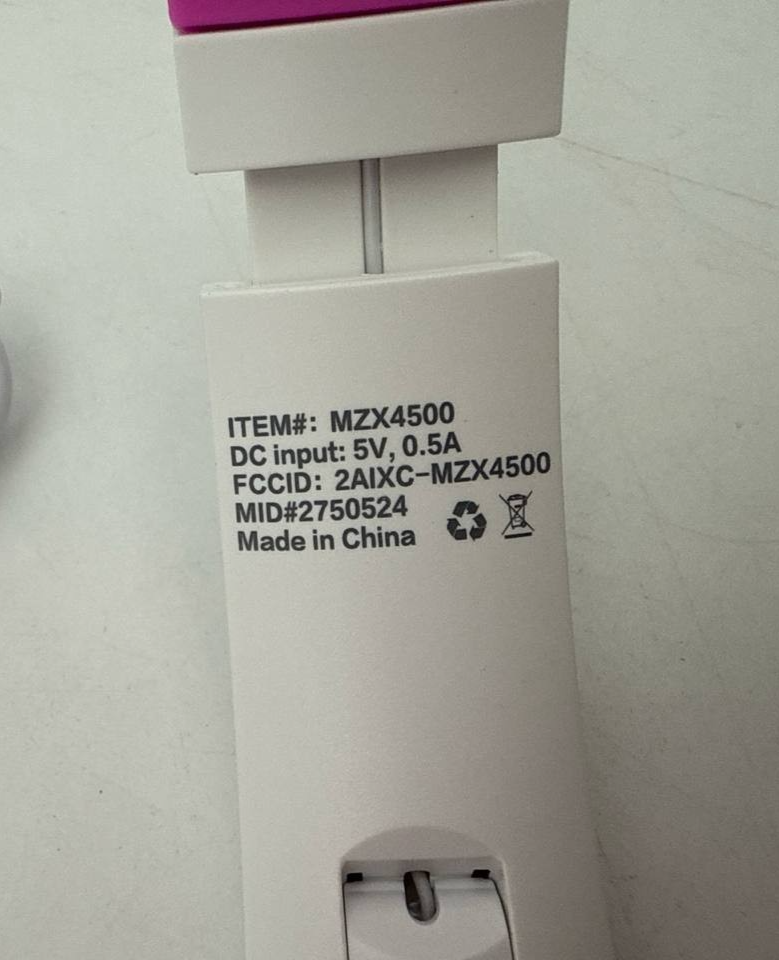 ITEM#: MZX4500
DC input: 5V, 0.5A
FCCID: 2AIXC-MZX4500
MID#2750524
Made in China